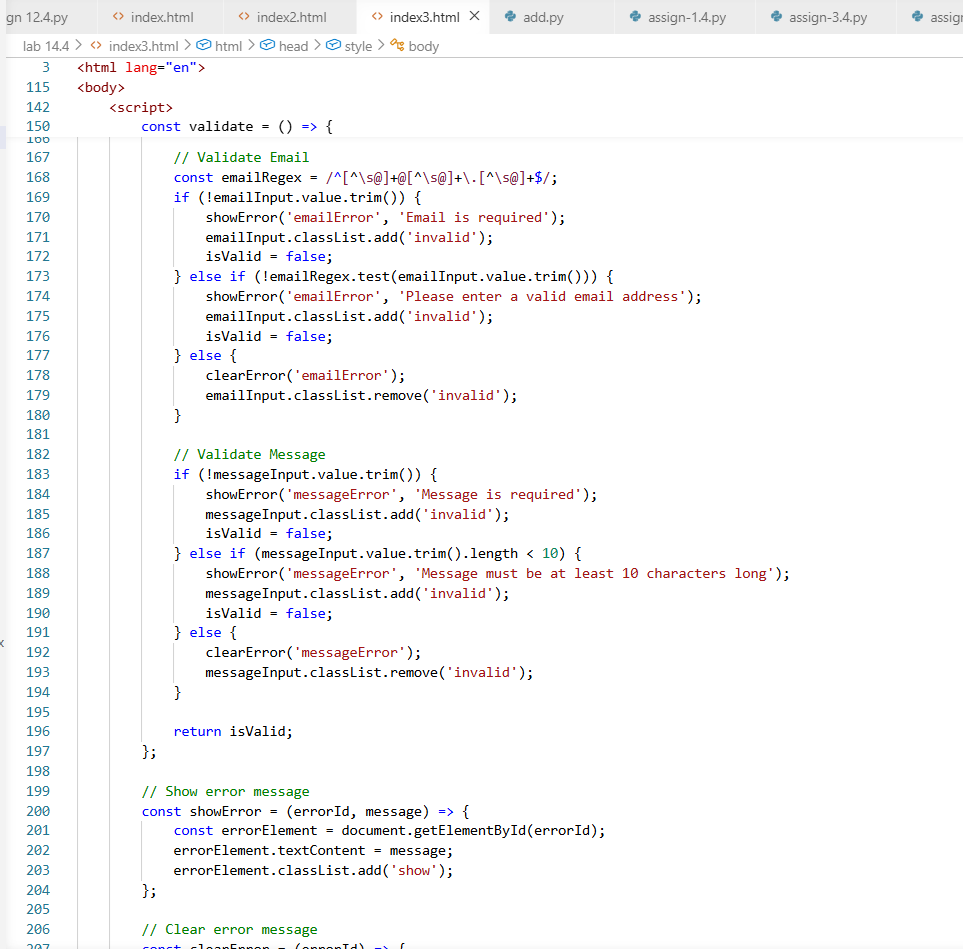 gn 12.4.py index.html index2.html index3.html add.py assign-1.4.py assign-3.4.py assig
lab 14.4 > index3.html > html > head > style > body
3 <html lang="en">
115 <body>
142 <script>
150 const validate = () => {
166
167 // Validate Email
168 const emailRegex = /^[^\s@]+@[^\s@]+\.[^\s@]+$/;
169 if (!emailInput.value.trim()) {
170 showError('emailError', 'Email is required');
171 emailInput.classList.add('invalid');
172 isValid = false;
173 } else if (!emailRegex.test(emailInput.value.trim())) {
174 showError('emailError', 'Please enter a valid email address');
175 emailInput.classList.add('invalid');
176 isValid = false;
177 } else {
178 clearError('emailError');
179 emailInput.classList.remove('invalid');
180 }
181
182 // Validate Message
183 if (!messageInput.value.trim()) {
184 showError('messageError', 'Message is required');
185 messageInput.classList.add('invalid');
186 isValid = false;
187 } else if (messageInput.value.trim().length < 10) {
188 showError('messageError', 'Message must be at least 10 characters long');
189 messageInput.classList.add('invalid');
190 isValid = false;
191 } else {
192 clearError('messageError');
193 messageInput.classList.remove('invalid');
194 }
195
196 return isValid;
197 };
198
199 // Show error message
200 const showError = (errorId, message) => {
201 const errorElement = document.getElementById(errorId);
202 errorElement.textContent = message;
203 errorElement.classList.add('show');
204 };
205
206 // Clear error message
207 const clearError = (errorId) => {